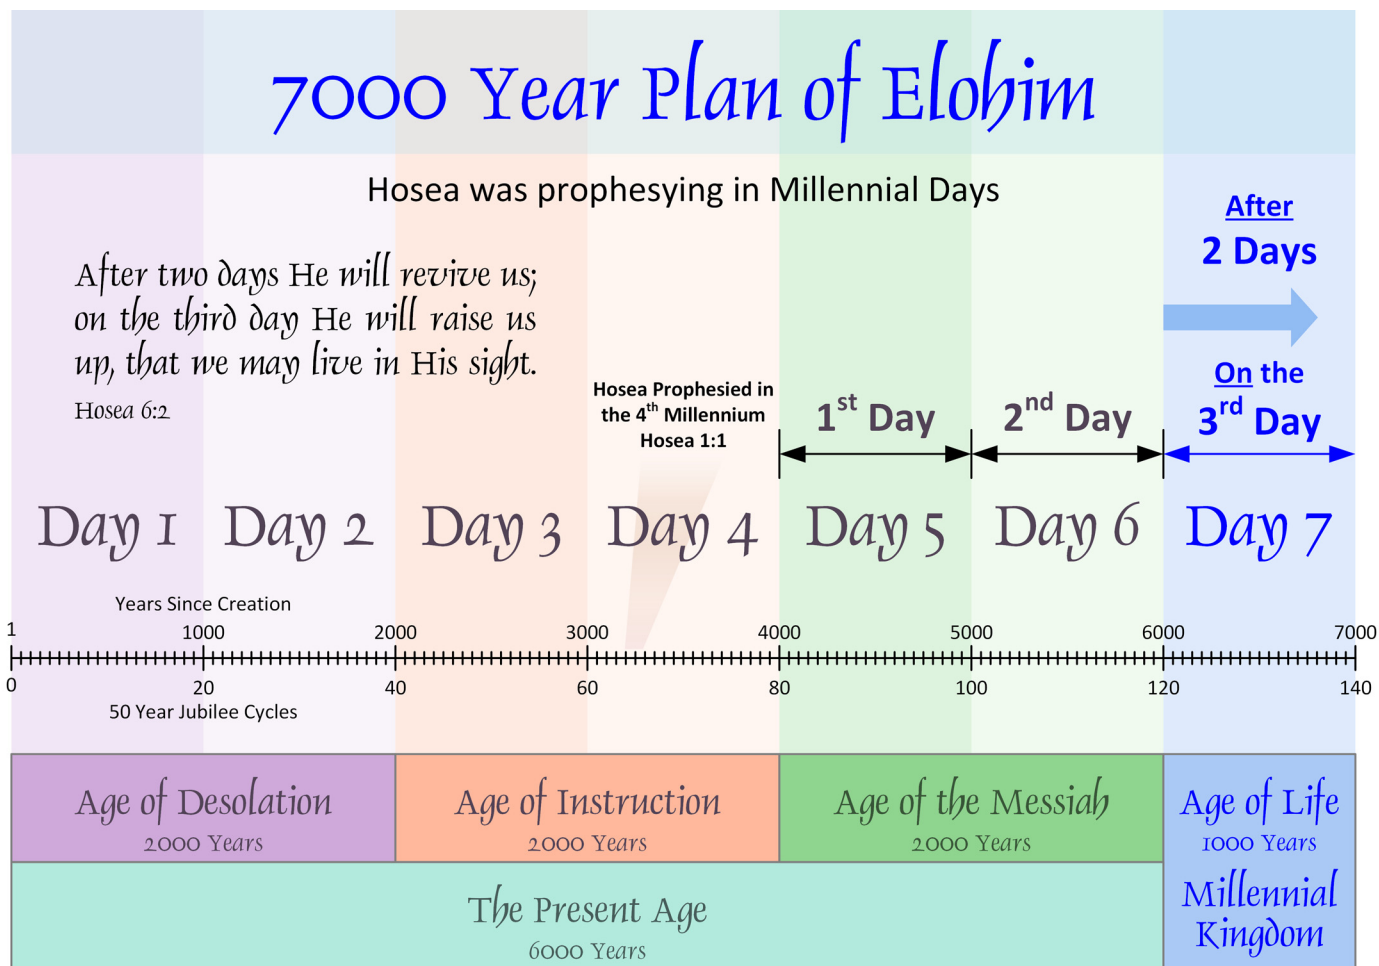 7000 Year Plan of Elohim
Hosea was prophesying in Millennial Days
After two days He will revive us;
on the third day He will raise us
up, that we may live in His sight.
Hosea 6:2
Hosea Prophesied in
the 4th Millennium
Hosea 1:1
1st Day
2nd Day
After
2 Days
On the
3rd Day
Day 1 Day 2 Day 3 Day 4 Day 5 Day 6 Day 7
Years Since Creation
1 1000 2000 3000 4000 5000 6000 7000
0 20 40 60 80 100 120 140
50 Year Jubilee Cycles
Age of Desolation
2000 Years
Age of Instruction
2000 Years
Age of the Messiah
2000 Years
Age of Life
1000 Years
Millennial
Kingdom
The Present Age
6000 Years